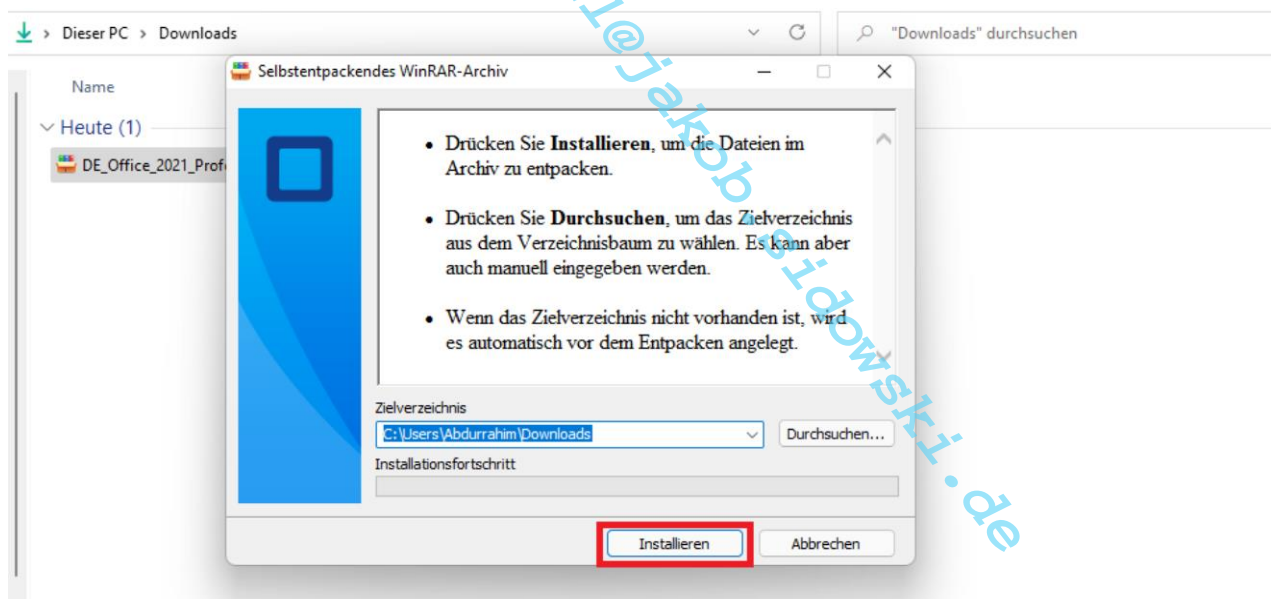 Dieser PC > Downloads
"Downloads" durchsuchen
Name
Heute (1)
DE_Office_2021_Prof
Selbstentpackendes WinRAR-Archiv
• Drücken Sie Installieren, um die Dateien im
Archiv zu entpacken.
• Drücken Sie Durchsuchen, um das Zielverzeichnis
aus dem Verzeichnisbaum zu wählen. Es kann aber
auch manuell eingegeben werden.
• Wenn das Zielverzeichnis nicht vorhanden ist, wird
es automatisch vor dem Entpacken angelegt.
Zielverzeichnis
C:\Users\Abdurrahim\Downloads
Durchsuchen...
Installationsfortschritt
Installieren
Abbrechen
l@jakob.sidowski.de